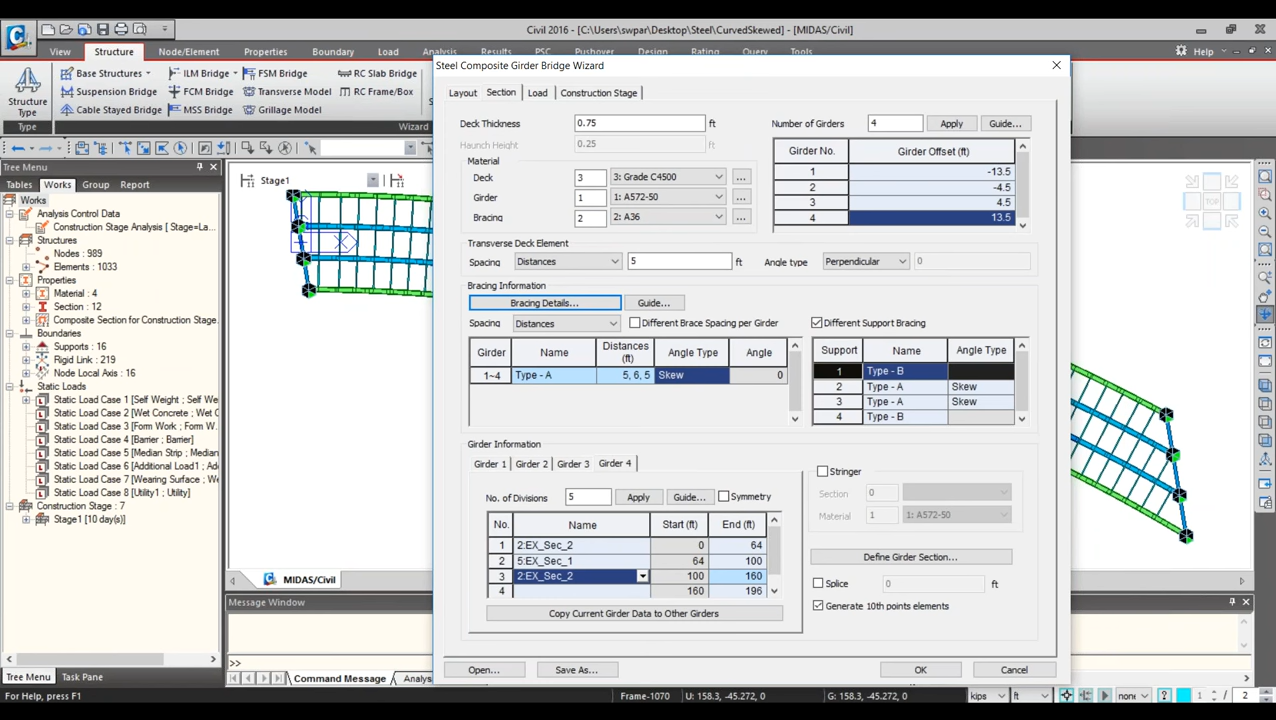 Civil 2016 - [C:\Users\swpar\Desktop\Steel\CurvedSkewed] - [MIDAS/Civil]
View Structure Node/Element Properties Boundary Load Analysis Results PSC Pushover Design Rating Query Tools Help
Structure Type
Type
Base Structures
Suspension Bridge
Cable Stayed Bridge
ILM Bridge
FCM Bridge
MSS Bridge
FSM Bridge
Transverse Model
Grillage Model
RC Slab Bridge
RC Frame/Box
Wizard
Tree Menu
Tables Works Group Report
Works
Analysis Control Data
Construction Stage Analysis [ Stage=La...
Structures
Nodes : 989
Elements : 1033
Properties
Material : 4
Section : 12
Composite Section for Construction Stage
Boundaries
Supports : 16
Rigid Link : 219
Node Local Axis : 16
Static Loads
Static Load Case 1 [Self Weight ; Self We
Static Load Case 2 [Wet Concrete ; Wet C
Static Load Case 3 [Form Work ; Form W...
Static Load Case 4 [Barrier ; Barrier]
Static Load Case 5 [Median Strip ; Median
Static Load Case 6 [Additional Load1 ; Ad
Static Load Case 7 [Wearing Surface ; We
Static Load Case 8 [Utility1 ; Utility]
Construction Stage : 7
Stage1 [10 day(s)]
Tree Menu Task Pane
Stage1
TOP
MIDAS/Civil
Message Window
>>
Command Message Analys
Steel Composite Girder Bridge Wizard
Layout Section Load Construction Stage
Deck Thickness 0.75 ft
Haunch Height 0.25 ft
Material
Deck 3 3: Grade C4500 ...
Girder 1 1: A572-50 ...
Bracing 2 2: A36 ...
Number of Girders 4 Apply Guide...
Girder No. Girder Offset (ft)
1 -13.5
2 -4.5
3 4.5
4 13.5
Transverse Deck Element
Spacing Distances 5 ft Angle type Perpendicular 0
Bracing Information
Bracing Details... Guide...
Spacing Distances Different Brace Spacing per Girder
Girder Name Distances (ft) Angle Type Angle
1~4 Type - A 5, 6, 5 Skew 0
Different Support Bracing
Support Name Angle Type
1 Type - B
2 Type - A Skew
3 Type - A Skew
4 Type - B
Girder Information
Girder 1 Girder 2 Girder 3 Girder 4
No. of Divisions 5 Apply Guide... Symmetry
No. Name Start (ft) End (ft)
1 2:EX_Sec_2 0 64
2 5:EX_Sec_1 64 100
3 2:EX_Sec_2 100 160
4 160 196
Copy Current Girder Data to Other Girders
Stringer
Section 0
Material 1 1: A572-50
Define Girder Section...
Splice 0 ft
Generate 10th points elements
Open... Save As... OK Cancel
For Help, press F1 Frame-1070 U: 158.3, -45.272, 0 G: 158.3, -45.272, 0 kips ft none ? 1 / 2